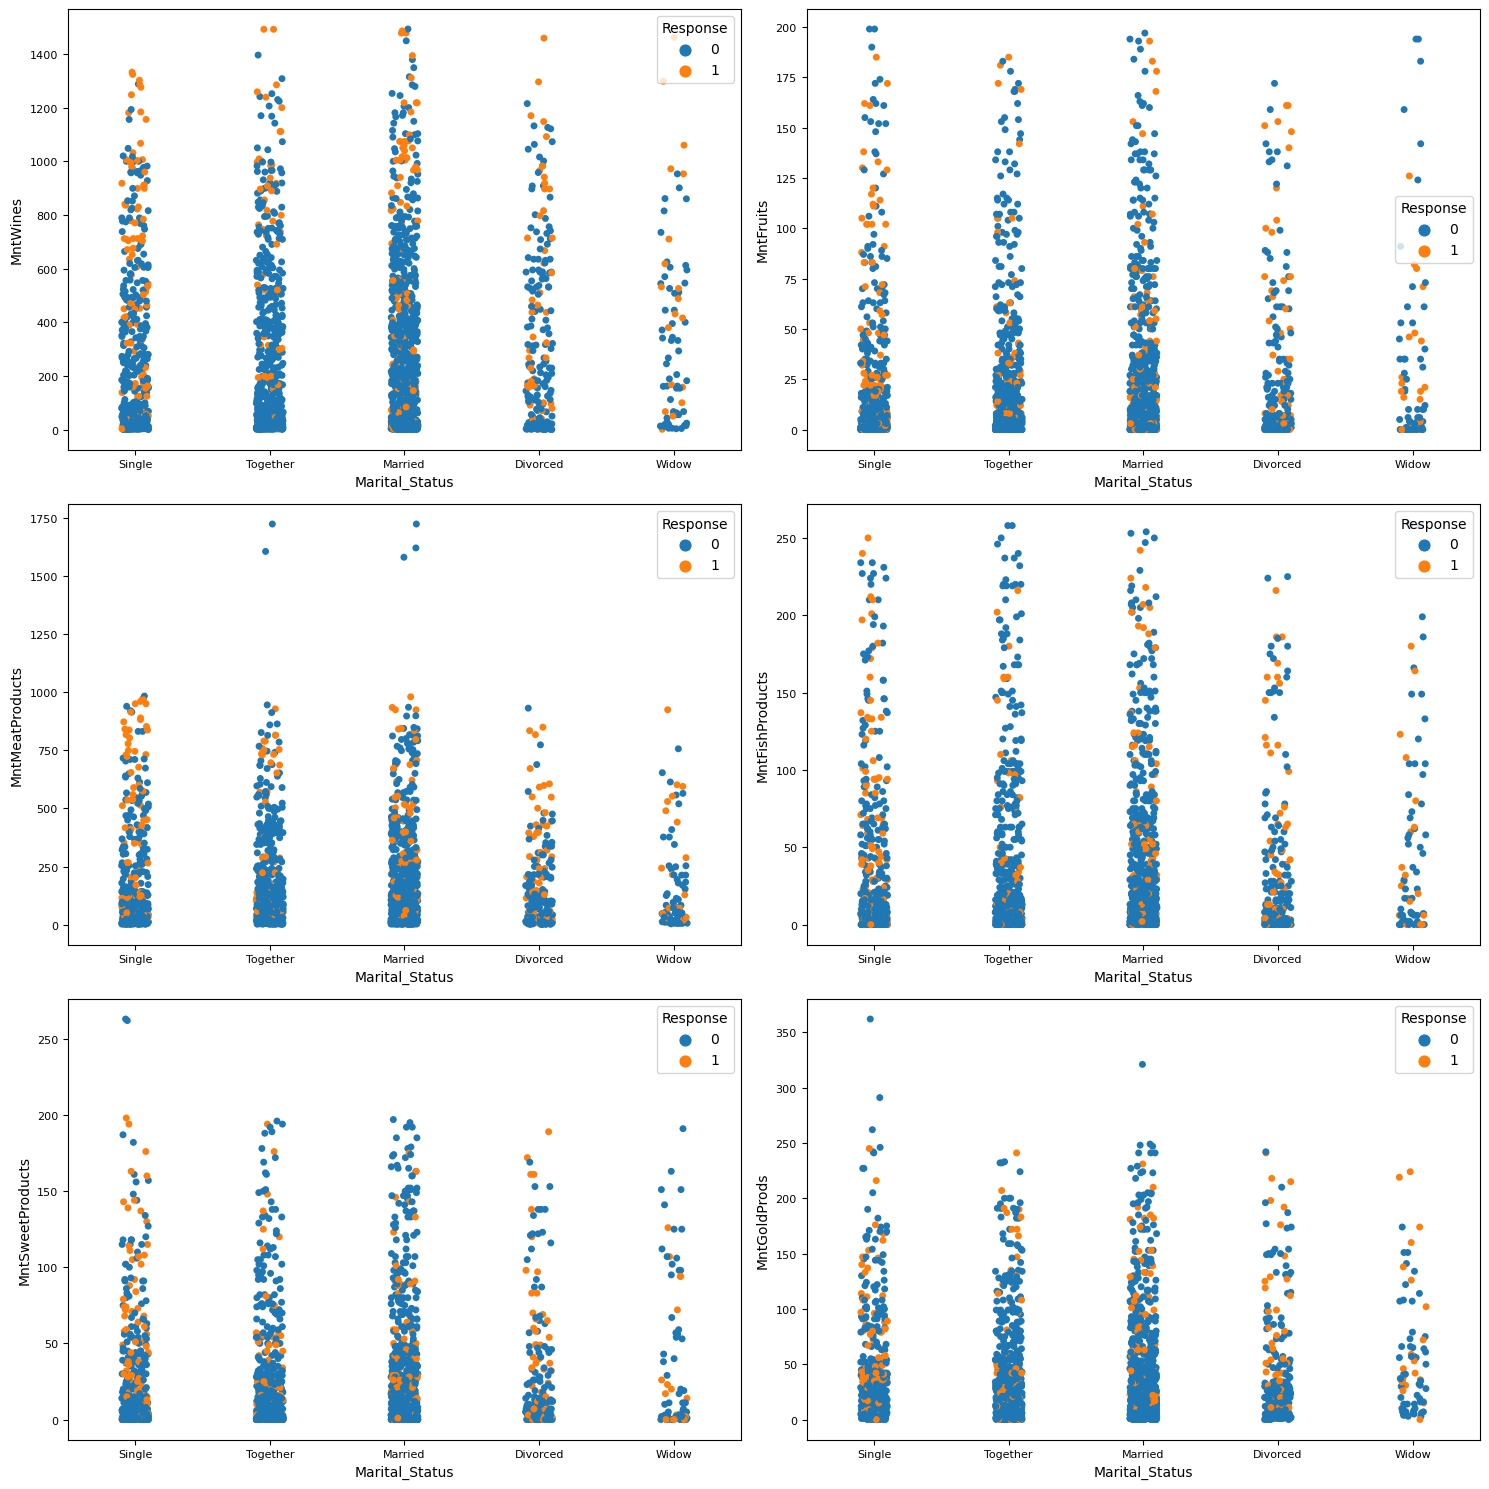 MntWines
1400
1200
1000
800
600
400
200
0
Single Together Married Divorced Widow
Marital_Status
Response
0
1
MntFruits
200
175
150
125
100
75
50
25
0
Single Together Married Divorced Widow
Marital_Status
Response
0
1
MntMeatProducts
1750
1500
1250
1000
750
500
250
0
Single Together Married Divorced Widow
Marital_Status
Response
0
1
MntFishProducts
250
200
150
100
50
0
Single Together Married Divorced Widow
Marital_Status
Response
0
1
MntSweetProducts
250
200
150
100
50
0
Single Together Married Divorced Widow
Marital_Status
Response
0
1
MntGoldProds
350
300
250
200
150
100
50
0
Single Together Married Divorced Widow
Marital_Status
Response
0
1